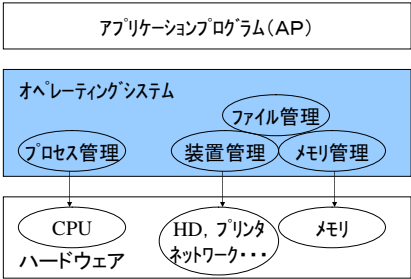 アプリケーションプログラム(AP)
オペレーティングシステム
ファイル管理
プロセス管理
装置管理
メモリ管理
CPU
HD, プリンタ
ネットワーク・・・
メモリ
ハードウェア